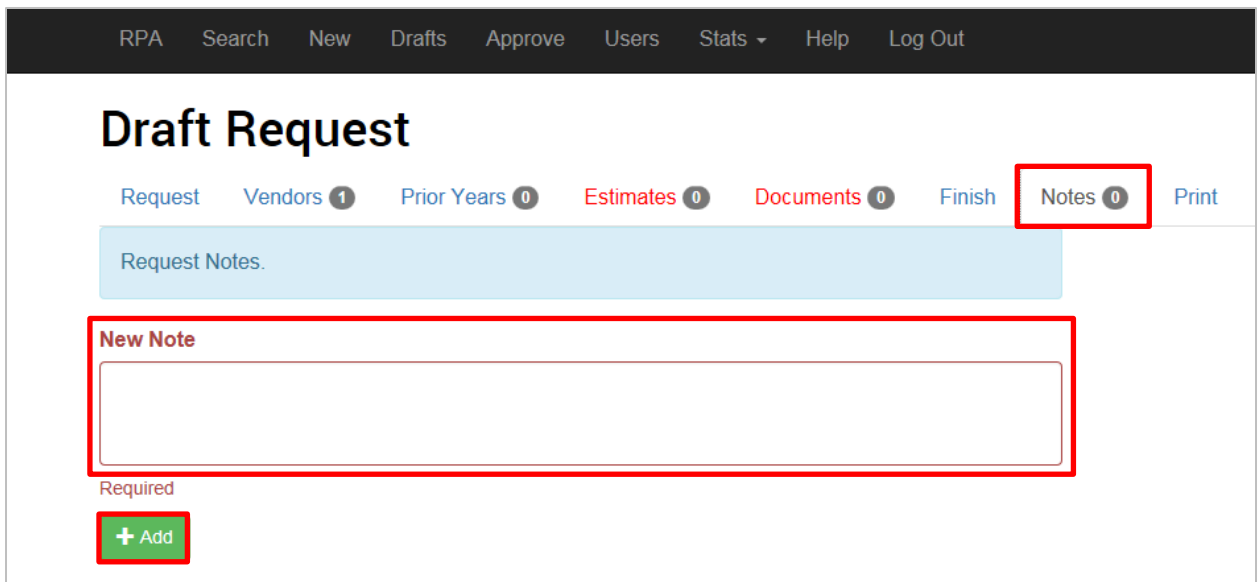 RPA Search New Drafts Approve Users Stats Help Log Out
Draft Request
Request Vendors 1 Prior Years 0 Estimates 0 Documents 0 Finish Notes 0 Print
Request Notes.
New Note
Required
+ Add